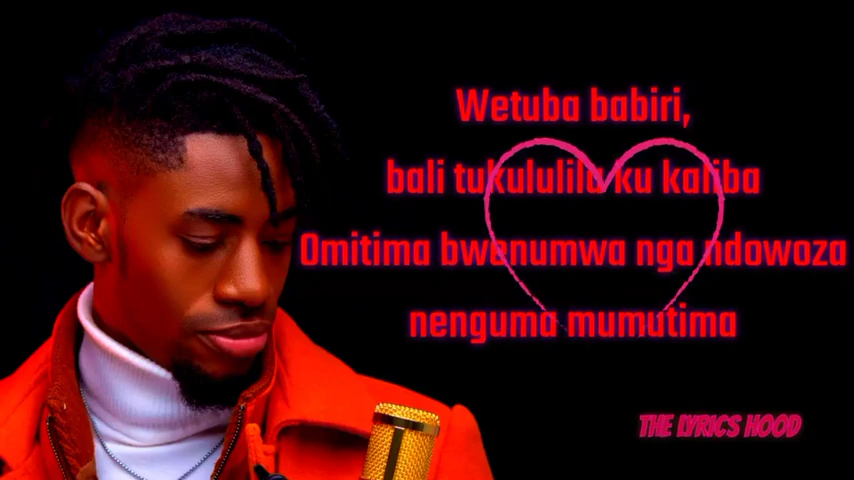 Wetuba babiri,
bali tukululila ku kaliba
Omitima bwenumwa nga ndowoza
nenguma mumutima
THE LYRICS HOOD